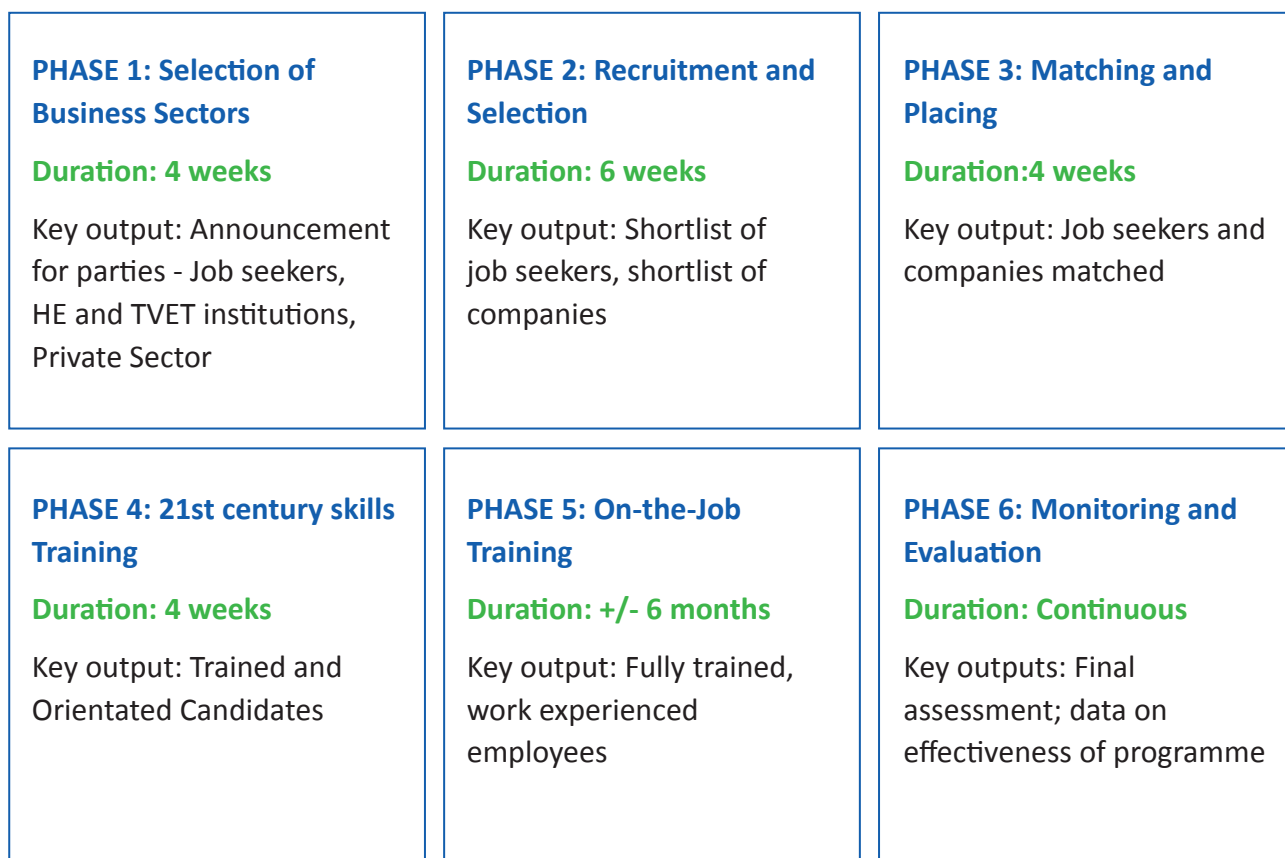 PHASE 1: Selection of
Business Sectors
Duration: 4 weeks
Key output: Announcement
for parties - Job seekers,
HE and TVET institutions,
Private Sector
PHASE 2: Recruitment and
Selection
Duration: 6 weeks
Key output: Shortlist of
job seekers, shortlist of
companies
PHASE 3: Matching and
Placing
Duration:4 weeks
Key output: Job seekers and
companies matched
PHASE 4: 21st century skills
Training
Duration: 4 weeks
Key output: Trained and
Orientated Candidates
PHASE 5: On-the-Job
Training
Duration: +/- 6 months
Key output: Fully trained,
work experienced
employees
PHASE 6: Monitoring and
Evaluation
Duration: Continuous
Key outputs: Final
assessment; data on
effectiveness of programme